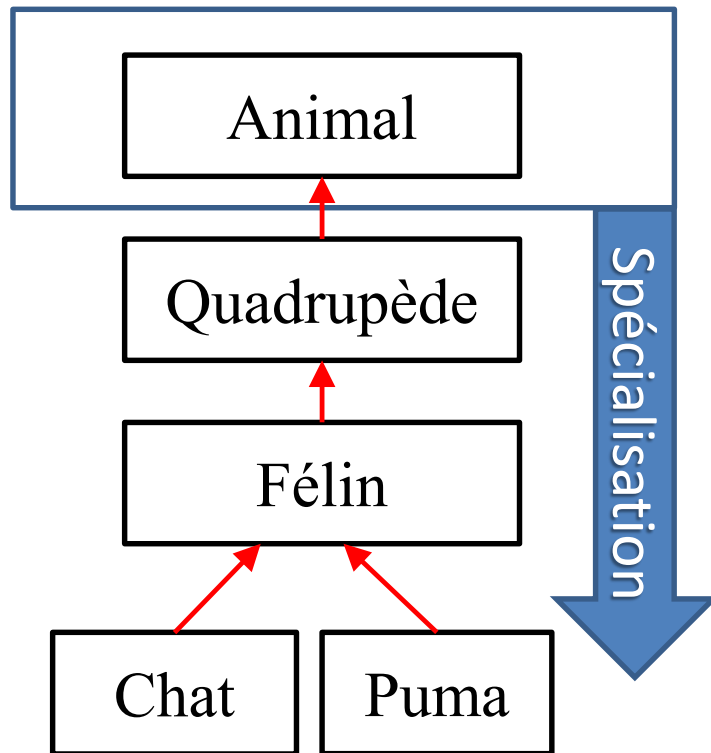 Animal
Quadrupède
Spécialisation
Félin
Chat
Puma